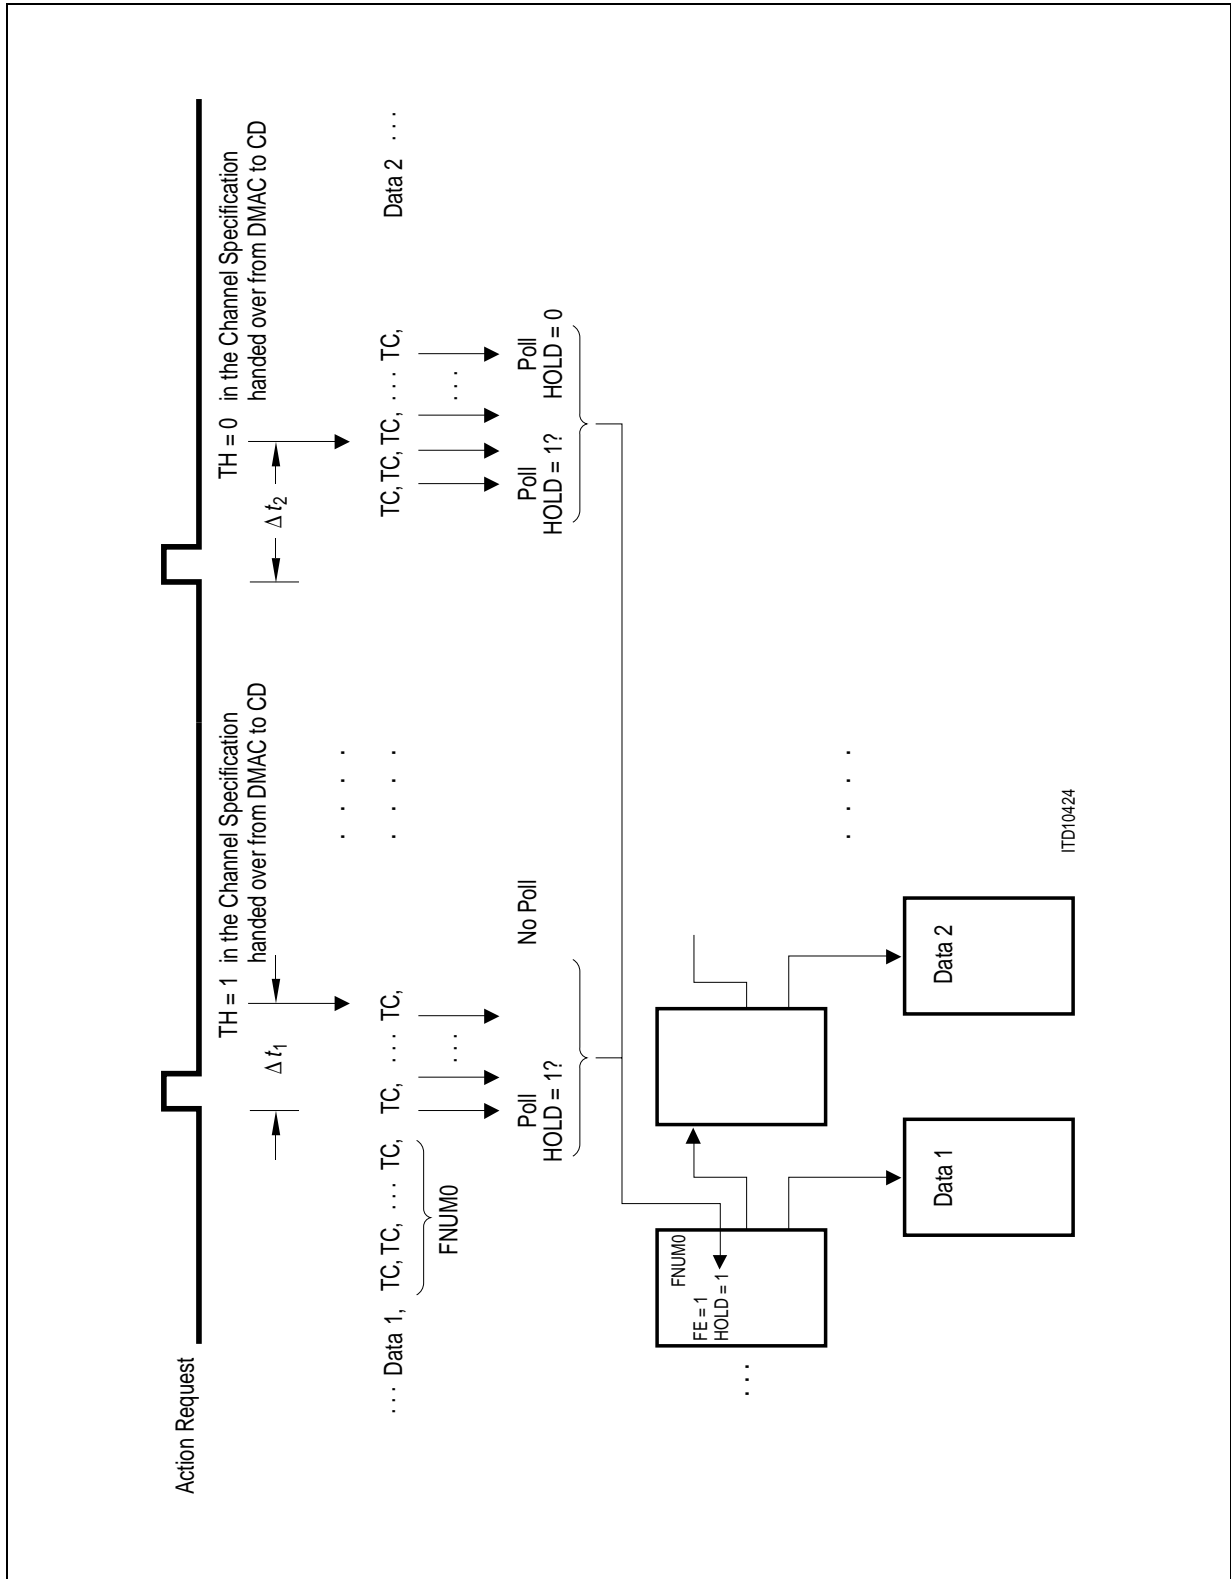 Action Request
TH = 1 in the Channel Specification
handed over from DMAC to CD
TH = 0 in the Channel Specification
handed over from DMAC to CD
Δ t1
Δ t2
. . . Data 1, TC, TC, . . . TC, TC, . . . TC, . . . . TC, TC, TC, . . . TC, Data 2 . . .
FNUM0
Poll
HOLD = 1?
. . .
No Poll
Poll
HOLD = 1?
. . .
Poll
HOLD = 0
. . .
FNUM0
FE = 1
HOLD = 1
. . . .
Data 1
Data 2
ITD10424